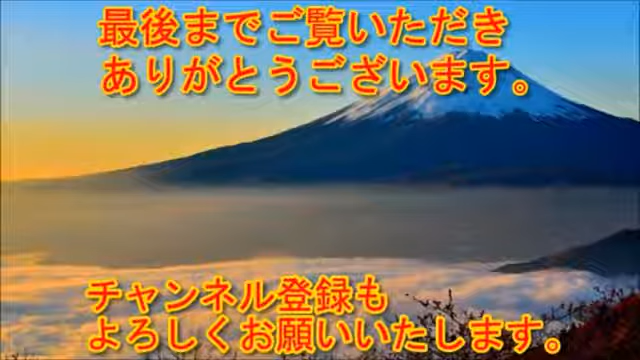 最後までご覧いただき
ありがとうございます。
チャンネル登録も
よろしくお願いいたします。